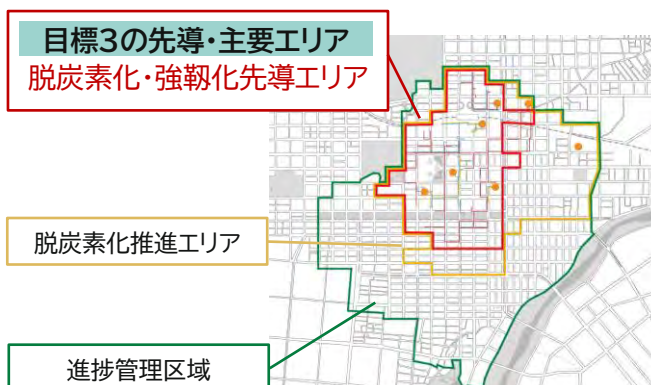 目標3の先導・主要エリア
脱炭素化・強靱化先導エリア
脱炭素化推進エリア
進捗管理区域